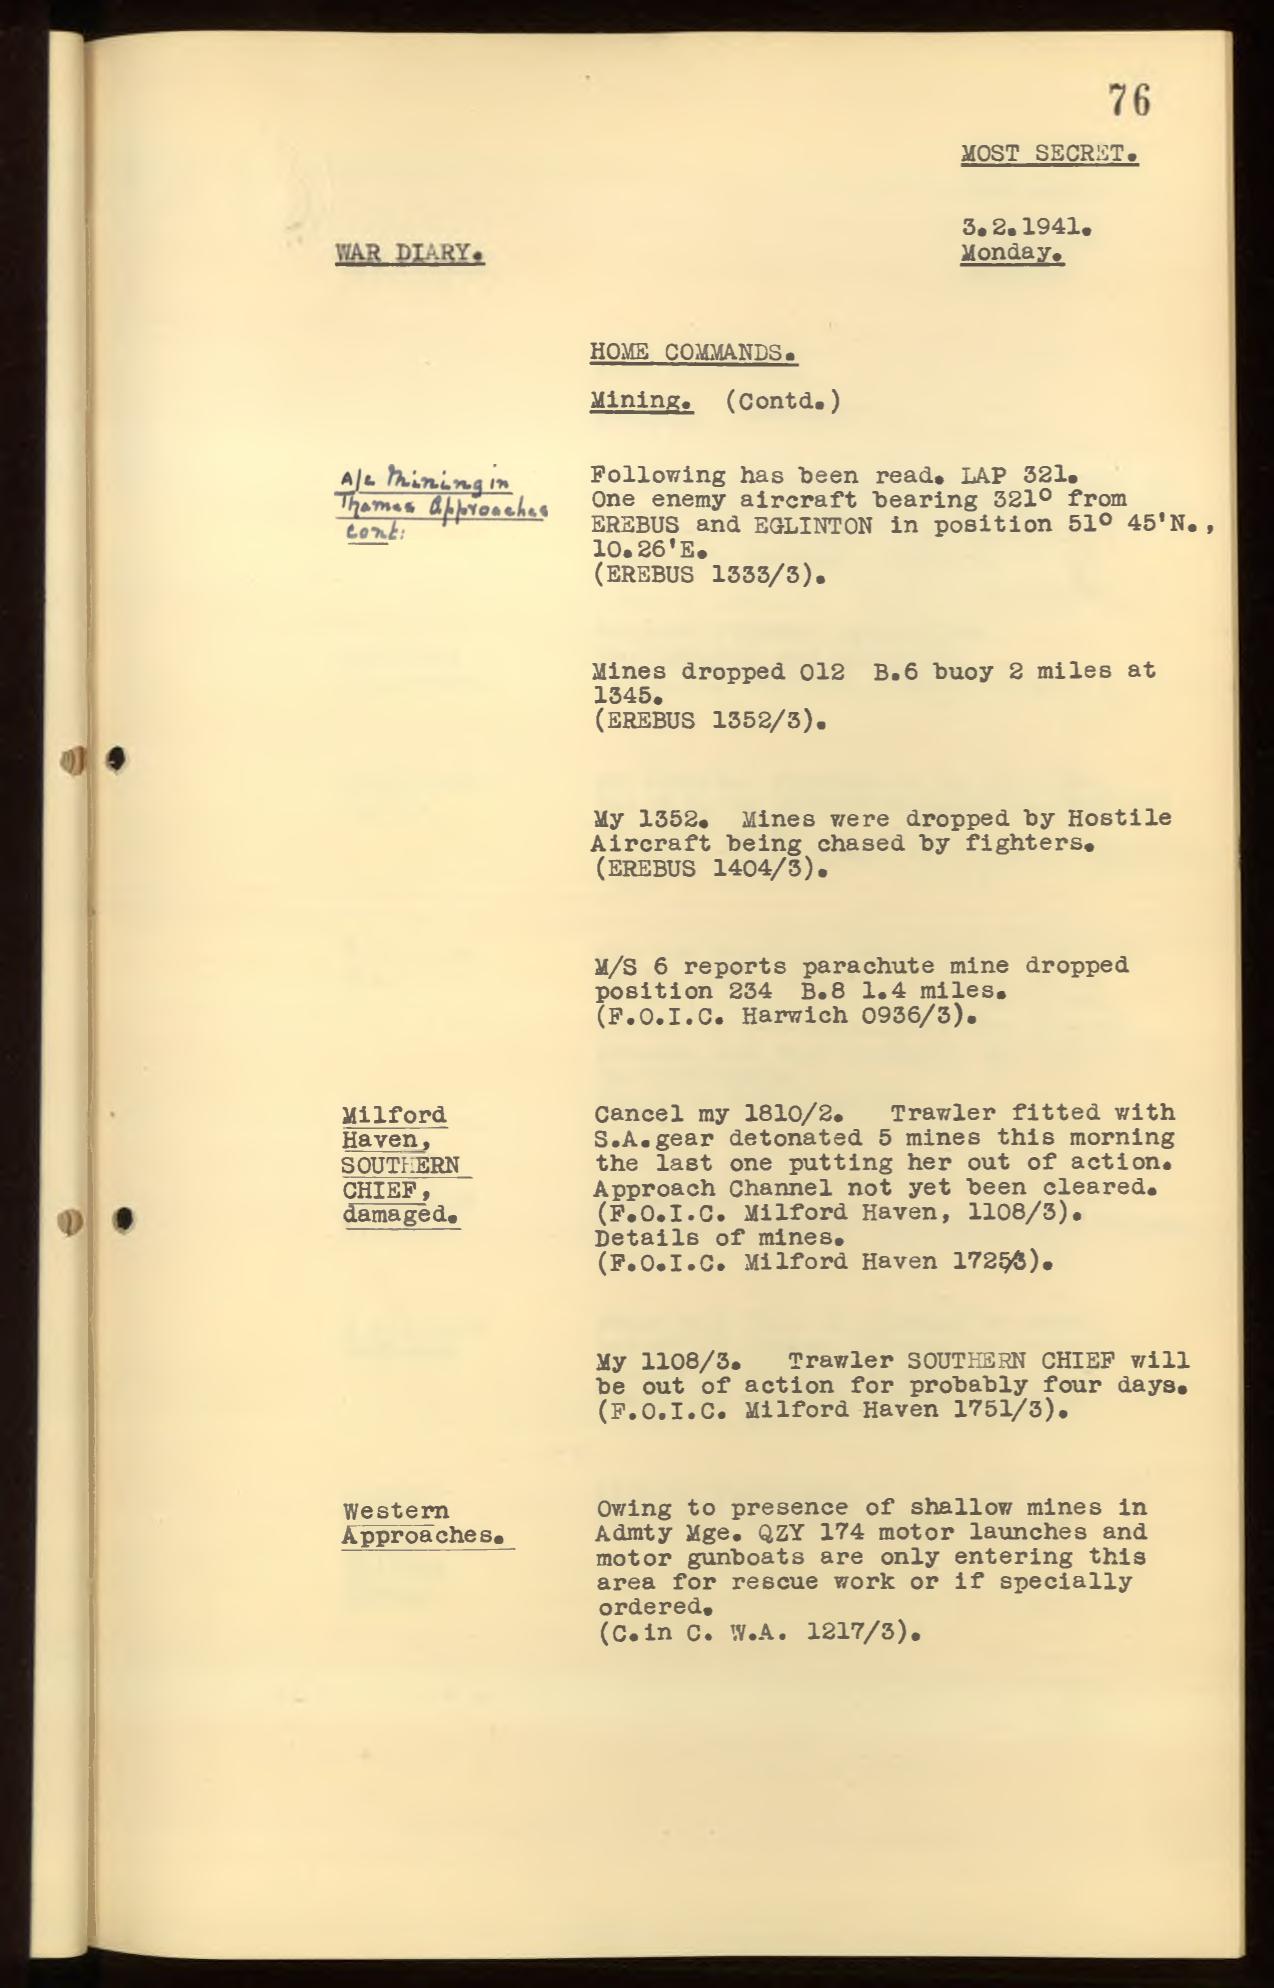 76
MOST SECRET.
3.2.1941.
WAR DIARY.
Monday.
HOME COMMANDS.
Mining. (Contd.)
A/c Mining in
Thames Approaches
cont:
Following has been read. LAP 321.
One enemy aircraft bearing 321° from
EREBUS and EGLINTON in position 51° 45'N.,
10.26'E.
(EREBUS 1333/3).
Mines dropped 012 B.6 buoy 2 miles at
1345.
(EREBUS 1352/3).
My 1352. Mines were dropped by Hostile
Aircraft being chased by fighters.
(EREBUS 1404/3).
M/S 6 reports parachute mine dropped
position 234 B.8 1.4 miles.
(F.O.I.C. Harwich 0936/3).
Milford
Haven,
SOUTHERN
CHIEF,
damaged.
Cancel my 1810/2. Trawler fitted with
S.A.gear detonated 5 mines this morning
the last one putting her out of action.
Approach Channel not yet been cleared.
(F.O.I.C. Milford Haven, 1108/3).
Details of mines.
(F.O.I.C. Milford Haven 1725/3).
My 1108/3. Trawler SOUTHERN CHIEF will
be out of action for probably four days.
(F.O.I.C. Milford Haven 1751/3).
Western
Approaches.
Owing to presence of shallow mines in
Admty Mge. QZY 174 motor launches and
motor gunboats are only entering this
area for rescue work or if specially
ordered.
(C.in C. W.A. 1217/3).